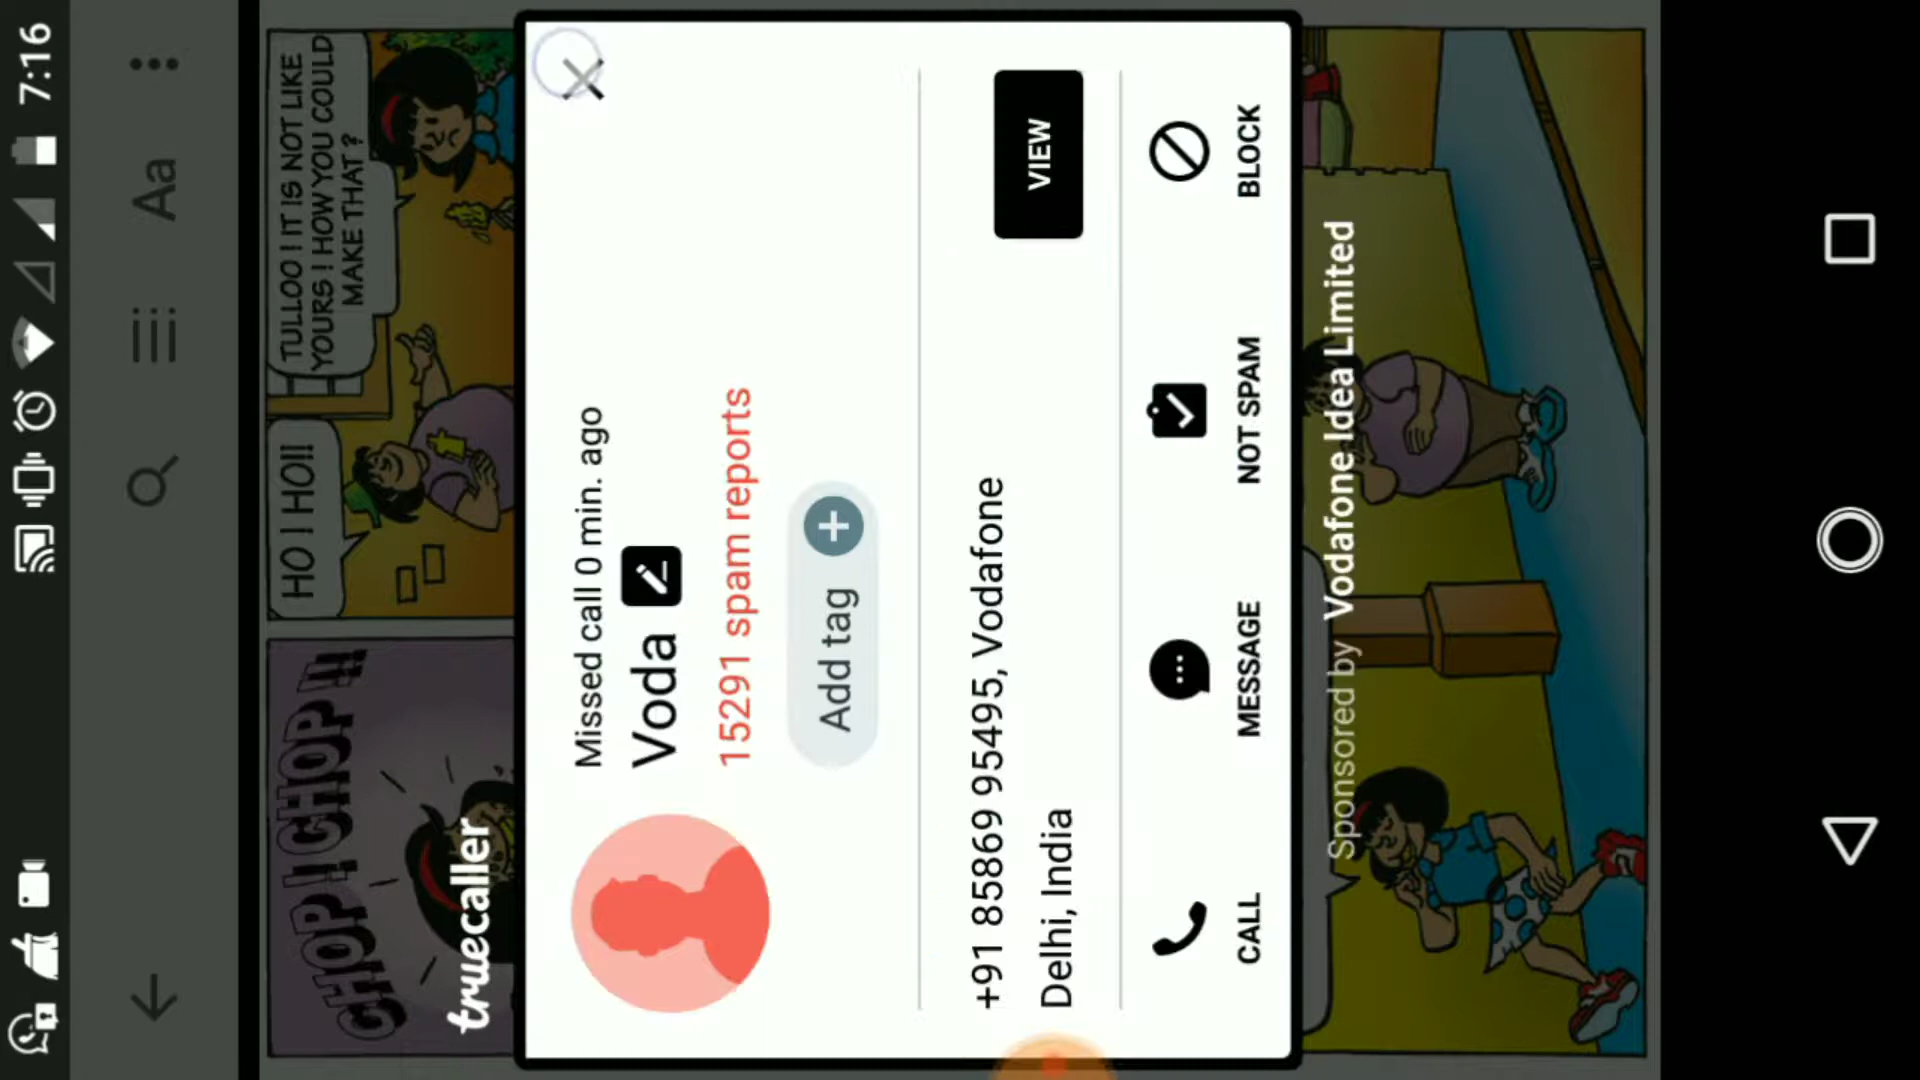 7:16
Aa
TULLOO ! IT IS NOT LIKE
YOURS ! HOW YOU COULD
MAKE THAT ?
HO ! HO!!
CHOP ! CHOP !!!
truecaller
Missed call 0 min. ago
Voda
15291 spam reports
Add tag
+91 85869 95495, Vodafone
Delhi, India
VIEW
CALL
MESSAGE
NOT SPAM
BLOCK
Sponsored by Vodafone Idea Limited